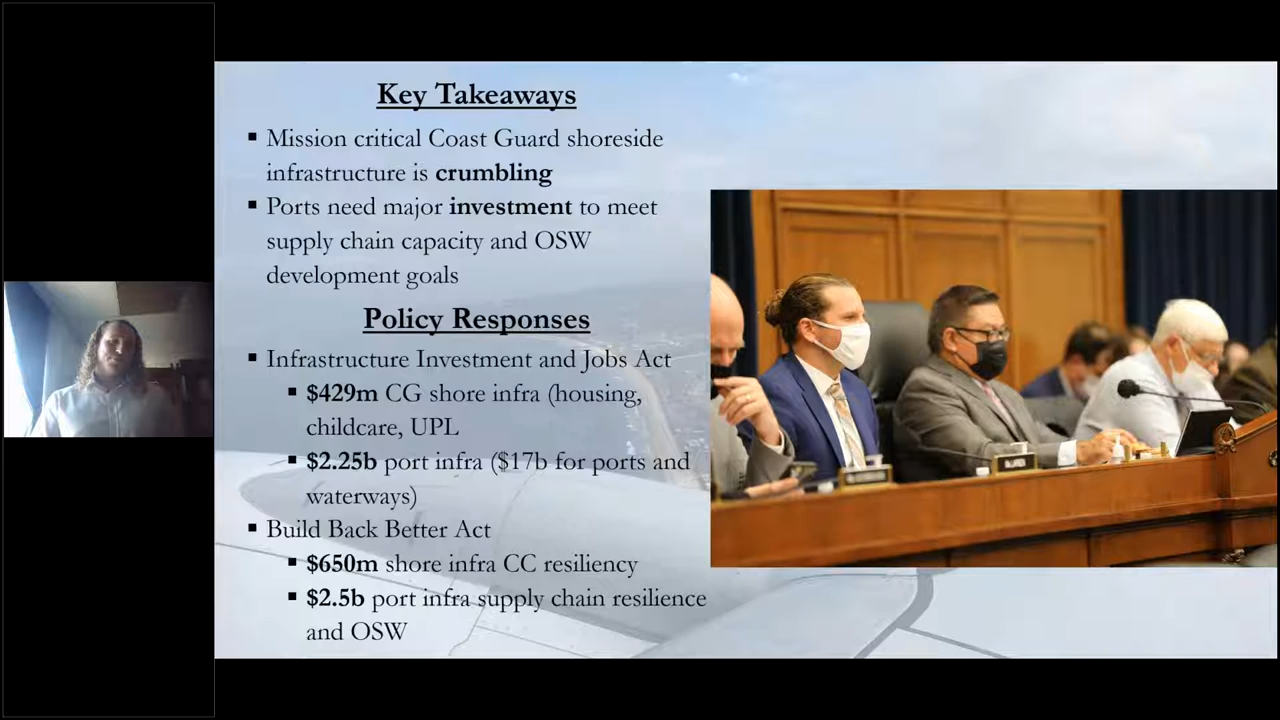 Key Takeaways
▪ Mission critical Coast Guard shoreside
infrastructure is crumbling
▪ Ports need major investment to meet
supply chain capacity and OSW
development goals
Policy Responses
▪ Infrastructure Investment and Jobs Act
▪ $429m CG shore infra (housing,
childcare, UPL
▪ $2.25b port infra ($17b for ports and
waterways)
▪ Build Back Better Act
▪ $650m shore infra CC resiliency
▪ $2.5b port infra supply chain resilience
and OSW